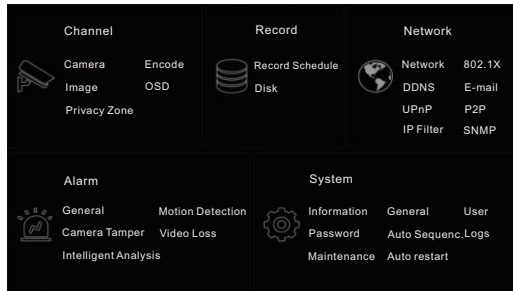 Channel
Camera Encode
Image OSD
Privacy Zone
Record
Record Schedule
Disk
Network
Network 802.1X
DDNS E-mail
UPnP P2P
IP Filter SNMP
Alarm
General Motion Detection
Camera Tamper Video Loss
Intelligent Analysis
System
Information General User
Password Auto Sequenc. Logs
Maintenance Auto restart